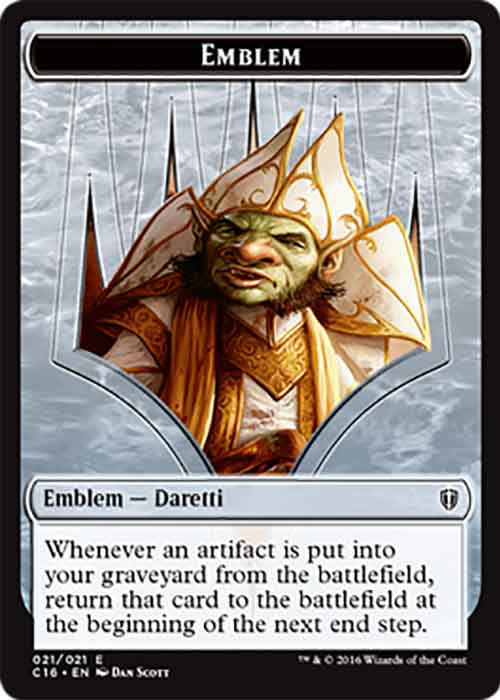 Emblem
Emblem — Daretti
Whenever an artifact is put into
your graveyard from the battlefield,
return that card to the battlefield at
the beginning of the next end step.
021/021 E
C16 • EN Dan Scott
™ & © 2016 Wizards of the Coast